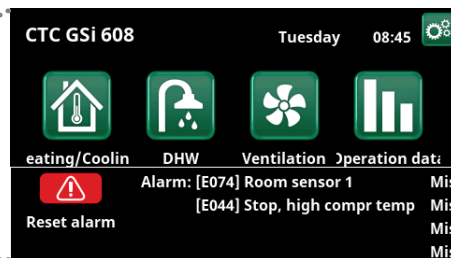 CTC GSi 608
Tuesday 08:45
eating/Coolin DHW Ventilation Operation data
Alarm: [E074] Room sensor 1 Mis
[E044] Stop, high compr temp Mis
Reset alarm Mis
Mis